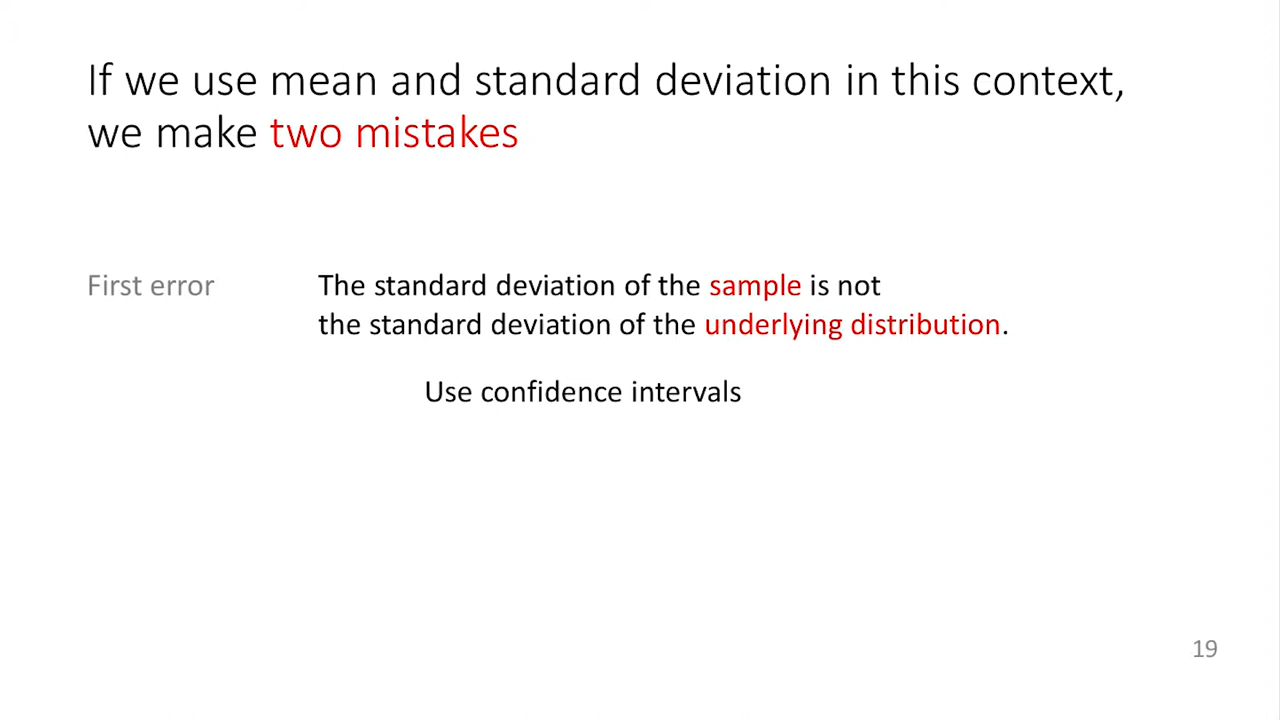 If we use mean and standard deviation in this context,
we make two mistakes
First error
The standard deviation of the sample is not
the standard deviation of the underlying distribution.
Use confidence intervals
19